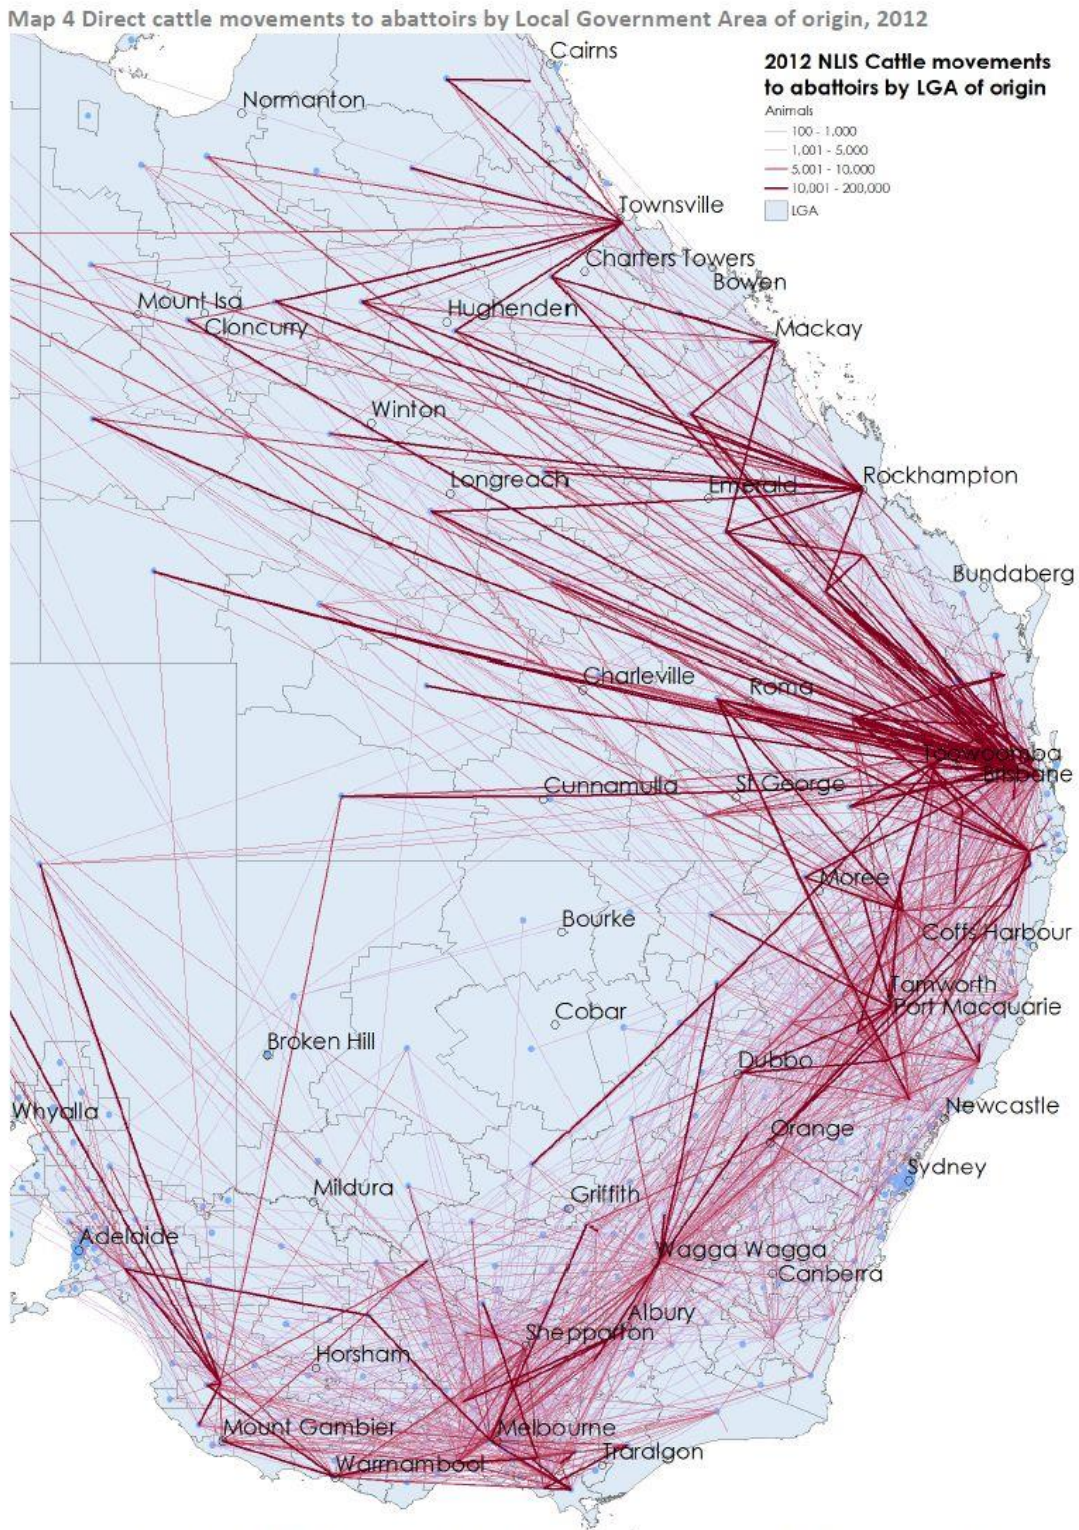 Map 4 Direct cattle movements to abattoirs by Local Government Area of origin, 2012
Cairns
2012 NLIS Cattle movements
to abattoirs by LGA of origin
Animals
100 - 1,000
1,001 - 5,000
5,001 - 10,000
10,001 - 200,000
LGA
Normanton
Townsville
Charters Towers
Bowen
Mount Isa
Hughenden
Cloncurry
Mackay
Winton
Longreach
Emerald
Rockhampton
Bundaberg
Charleville
Roma
Toowoomba
Brisbane
Cunnamulla
St George
Moree
Bourke
Coffs Harbour
Tamworth
Port Macquarie
Cobar
Broken Hill
Dubbo
Whyalla
Newcastle
Orange
Sydney
Mildura
Griffith
Adelaide
Wagga Wagga
Canberra
Albury
Shepparton
Horsham
Mount Gambier
Melbourne
Traralgon
Warrnambool